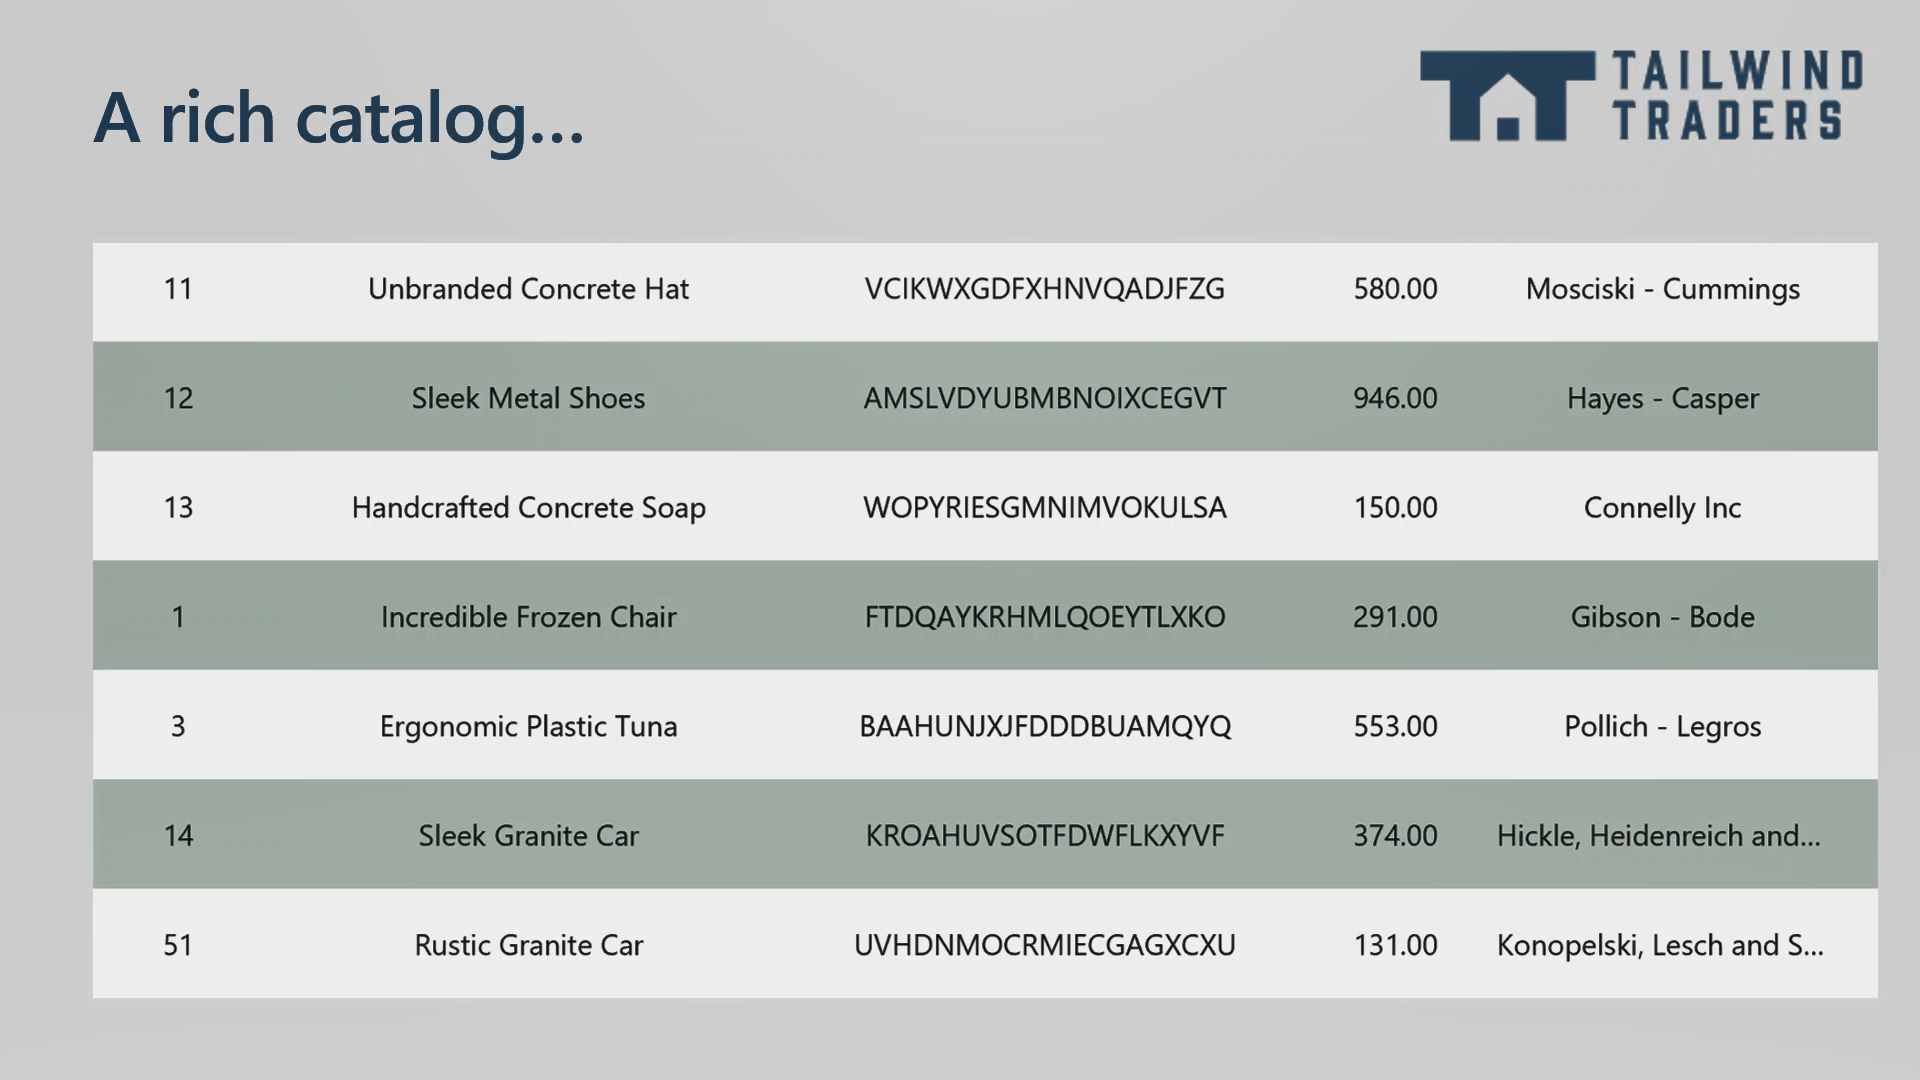 A rich catalog...
TAILWIND
TRADERS
11 Unbranded Concrete Hat VCIKWXGDFXHNVQADJFZG 580.00 Mosciski - Cummings
12 Sleek Metal Shoes AMSLVDYUBMBNOIXCEGVT 946.00 Hayes - Casper
13 Handcrafted Concrete Soap WOPYRIESGMNIMVOKULSA 150.00 Connelly Inc
1 Incredible Frozen Chair FTDQAYKRHMLQOEYTLXKO 291.00 Gibson - Bode
3 Ergonomic Plastic Tuna BAAHUNJXJFDDDBUAMQYQ 553.00 Pollich - Legros
14 Sleek Granite Car KROAHUVSOTFDWFLKXYVF 374.00 Hickle, Heidenreich and...
51 Rustic Granite Car UVHDNMOCRMIECGAGXCXU 131.00 Konopelski, Lesch and S...